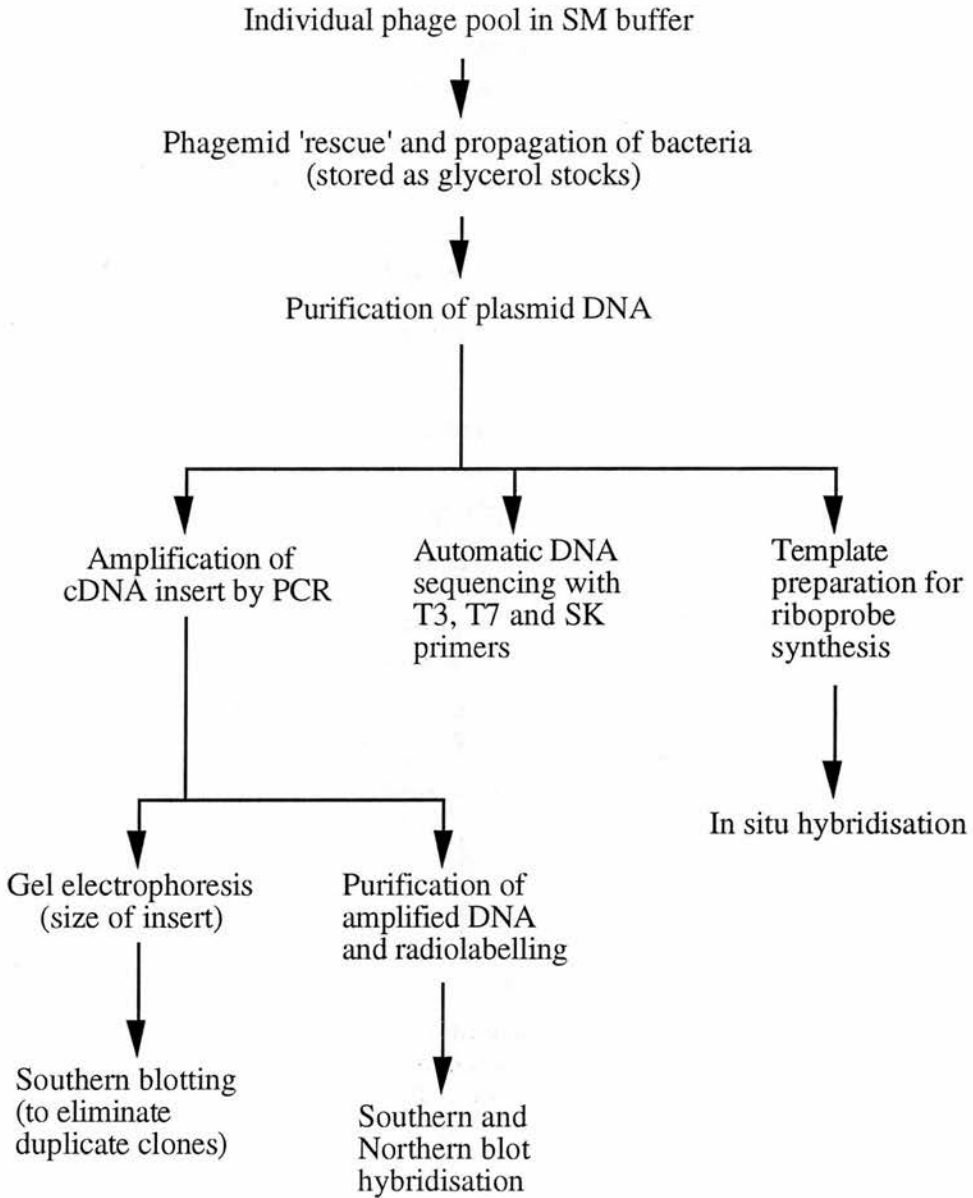 Individual phage pool in SM buffer
Phagemid 'rescue' and propagation of bacteria
(stored as glycerol stocks)
Purification of plasmid DNA
Amplification of
cDNA insert by PCR
Automatic DNA
sequencing with
T3, T7 and SK
primers
Template
preparation for
riboprobe
synthesis
In situ hybridisation
Gel electrophoresis
(size of insert)
Purification of
amplified DNA
and radiolabelling
Southern blotting
(to eliminate
duplicate clones)
Southern and
Northern blot
hybridisation